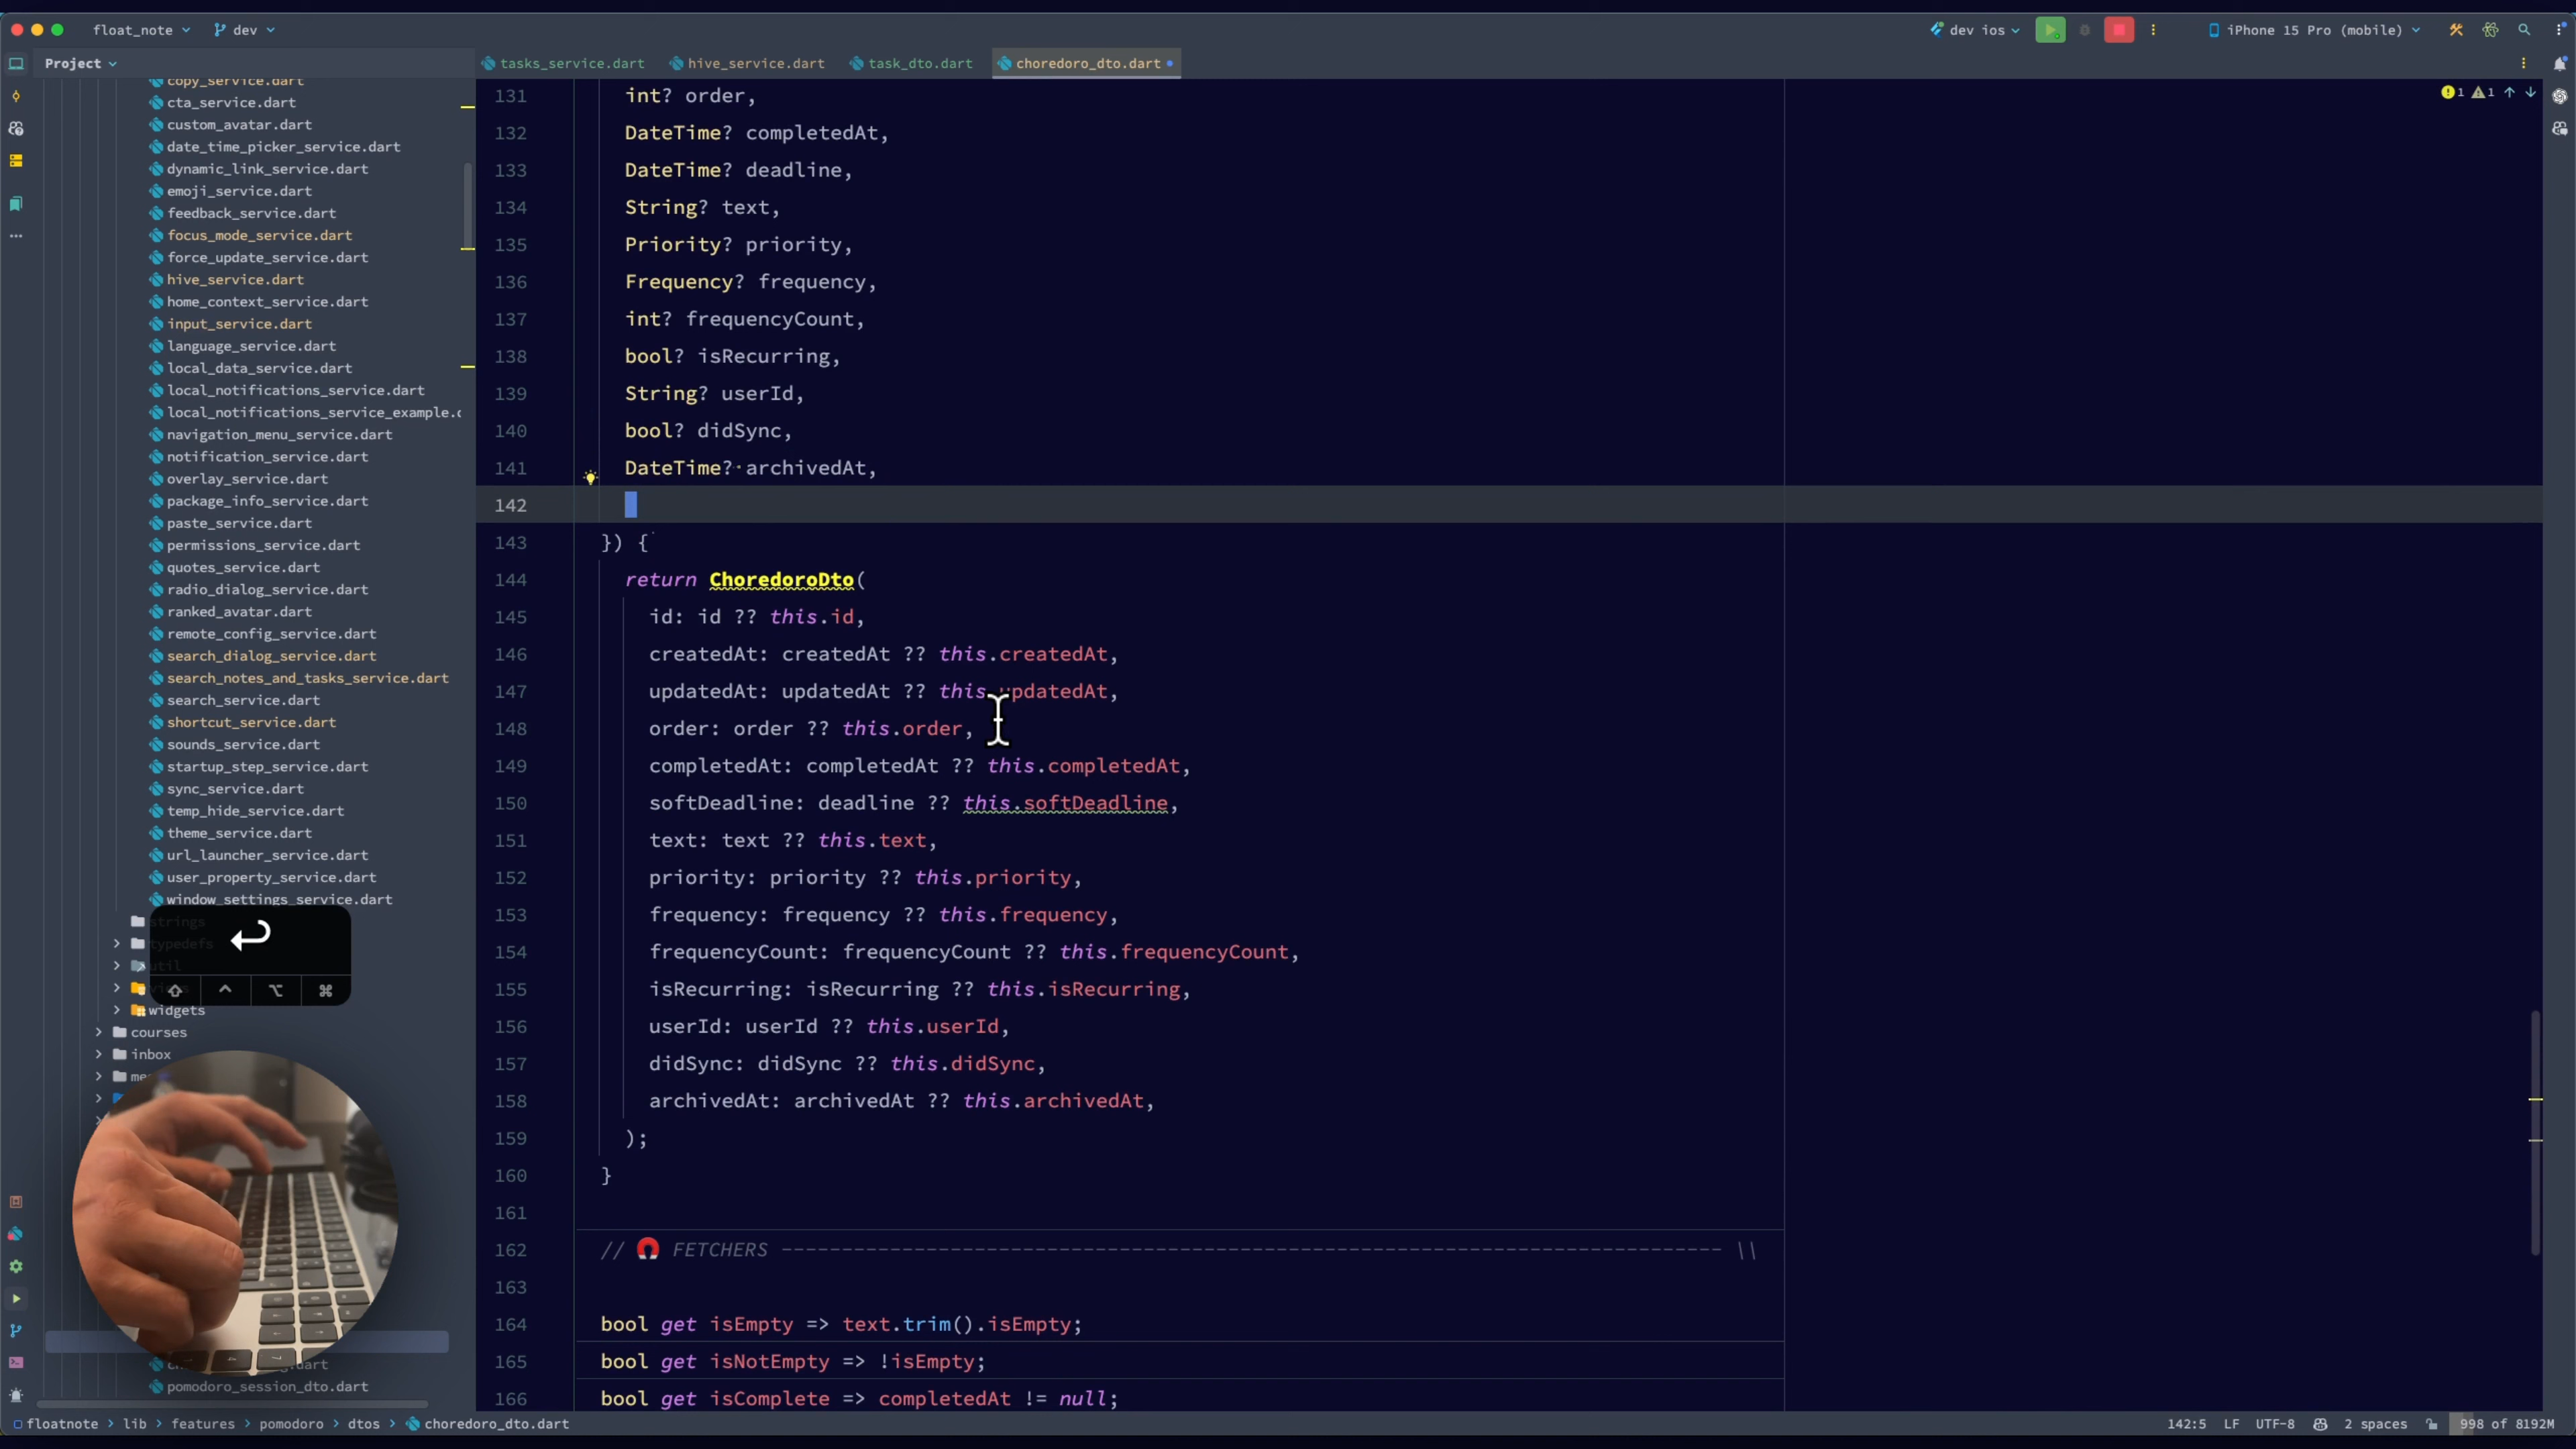 float_note
dev
dev ios
iPhone 15 Pro (mobile)
Project
tasks_service.dart
hive_service.dart
task_dto.dart
choredoro_dto.dart
copy_service.dart
cta_service.dart
custom_avatar.dart
date_time_picker_service.dart
dynamic_link_service.dart
emoji_service.dart
feedback_service.dart
focus_mode_service.dart
force_update_service.dart
hive_service.dart
home_context_service.dart
input_service.dart
language_service.dart
local_data_service.dart
local_notifications_service.dart
local_notifications_service_example.c
navigation_menu_service.dart
notification_service.dart
overlay_service.dart
package_info_service.dart
paste_service.dart
permissions_service.dart
quotes_service.dart
radio_dialog_service.dart
ranked_avatar.dart
remote_config_service.dart
search_dialog_service.dart
search_notes_and_tasks_service.dart
search_service.dart
shortcut_service.dart
sounds_service.dart
startup_step_service.dart
sync_service.dart
temp_hide_service.dart
theme_service.dart
url_launcher_service.dart
user_property_service.dart
window_settings_service.dart
strings
typedefs
util
widgets
courses
inbox
me
pomodoro_session_dto.dart
1 1
131 int? order,
132 DateTime? completedAt,
133 DateTime? deadline,
134 String? text,
135 Priority? priority,
136 Frequency? frequency,
137 int? frequencyCount,
138 bool? isRecurring,
139 String? userId,
140 bool? didSync,
141 DateTime? archivedAt,
142
143 }) {
144 return ChoredoroDto(
145 id: id ?? this.id,
146 createdAt: createdAt ?? this.createdAt,
147 updatedAt: updatedAt ?? this.updatedAt,
148 order: order ?? this.order,
149 completedAt: completedAt ?? this.completedAt,
150 softDeadline: deadline ?? this.softDeadline,
151 text: text ?? this.text,
152 priority: priority ?? this.priority,
153 frequency: frequency ?? this.frequency,
154 frequencyCount: frequencyCount ?? this.frequencyCount,
155 isRecurring: isRecurring ?? this.isRecurring,
156 userId: userId ?? this.userId,
157 didSync: didSync ?? this.didSync,
158 archivedAt: archivedAt ?? this.archivedAt,
159 );
160 }
161
162 // 🧲 FETCHERS ------------------------------------------------------------------------------ \\
163
164 bool get isEmpty => text.trim().isEmpty;
165 bool get isNotEmpty => !isEmpty;
166 bool get isComplete => completedAt != null;
floatnote > lib > features > pomodoro > dtos > choredoro_dto.dart
142:5 LF UTF-8 2 spaces 998 of 8192M